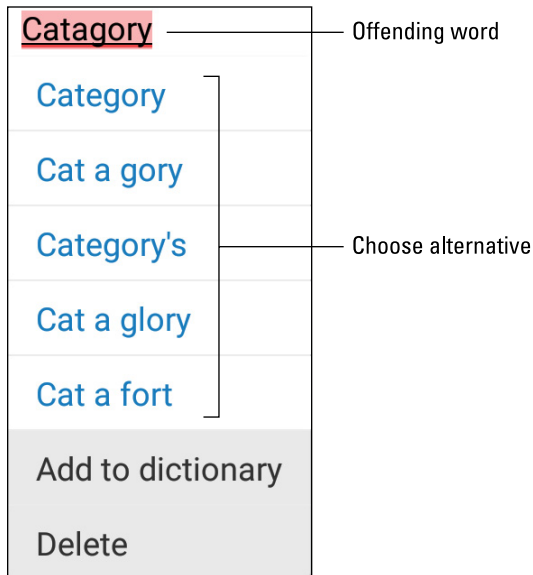 Catagory
Offending word
Category
Cat a gory
Category's
Choose alternative
Cat a glory
Cat a fort
Add to dictionary
Delete